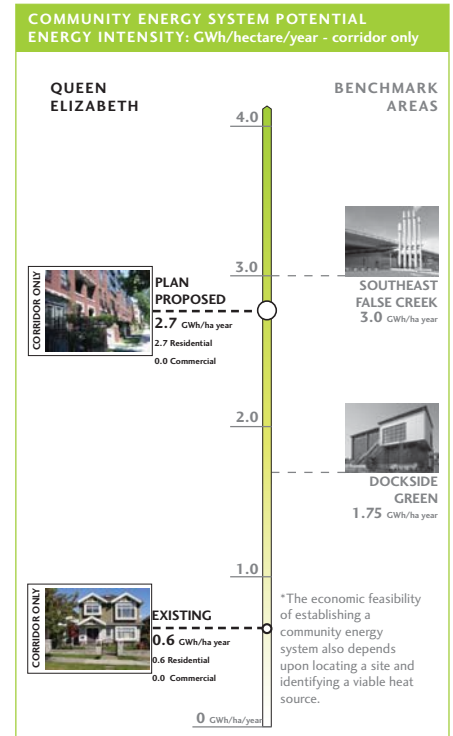 COMMUNITY ENERGY SYSTEM POTENTIAL
ENERGY INTENSITY: GWh/hectare/year - corridor only
QUEEN
ELIZABETH
BENCHMARK
AREAS
4.0
3.0
CORRIDOR ONLY
PLAN
PROPOSED
2.7 GWh/ha year
2.7 Residential
0.0 Commercial
SOUTHEAST
FALSE CREEK
3.0 GWh/ha year
2.0
DOCKSIDE
GREEN
1.75 GWh/ha year
1.0
CORRIDOR ONLY
EXISTING
0.6 GWh/ha year
0.6 Residential
0.0 Commercial
*The economic feasibility
of establishing a
community energy
system also depends
upon locating a site and
identifying a viable heat
source.
0 GWh/ha/year